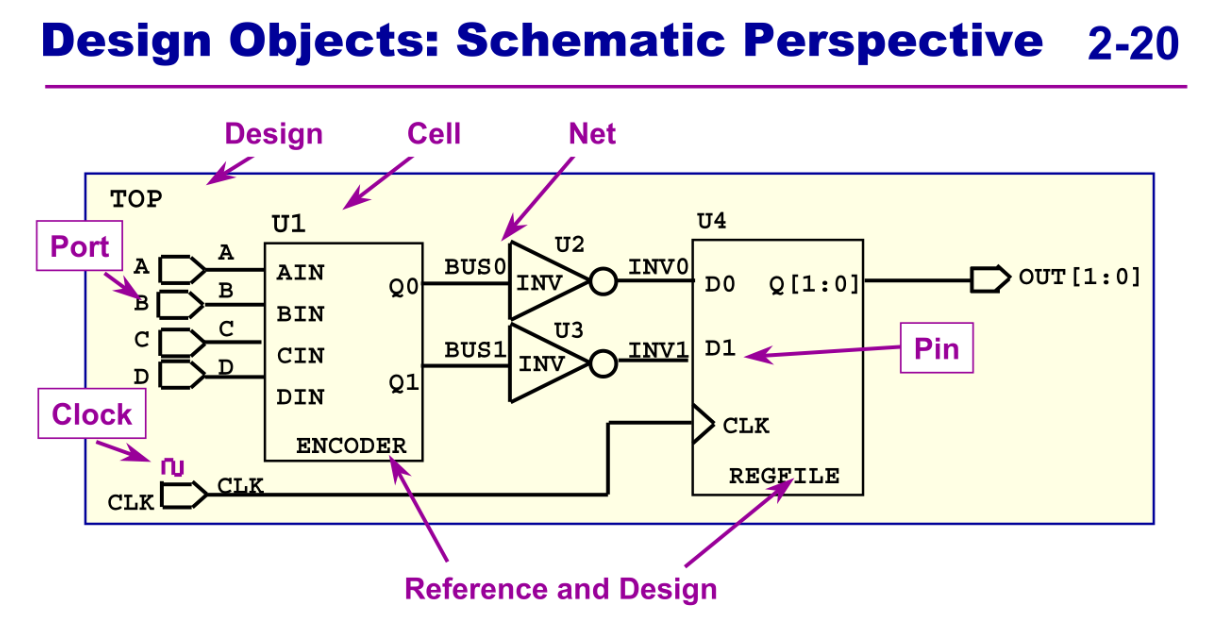 Design Objects: Schematic Perspective 2-20
Design Cell Net
TOP
U1
U4
Port
A
A
AIN
Q0
BUS0
INV
U2
INV0
D0
Q[1:0]
OUT[1:0]
B
B
BIN
C
C
CIN
D
D
DIN
Q1
BUS1
INV
U3
INV1
D1
Pin
Clock
ENCODER
CLK
REGFILE
CLK
CLK
Reference and Design